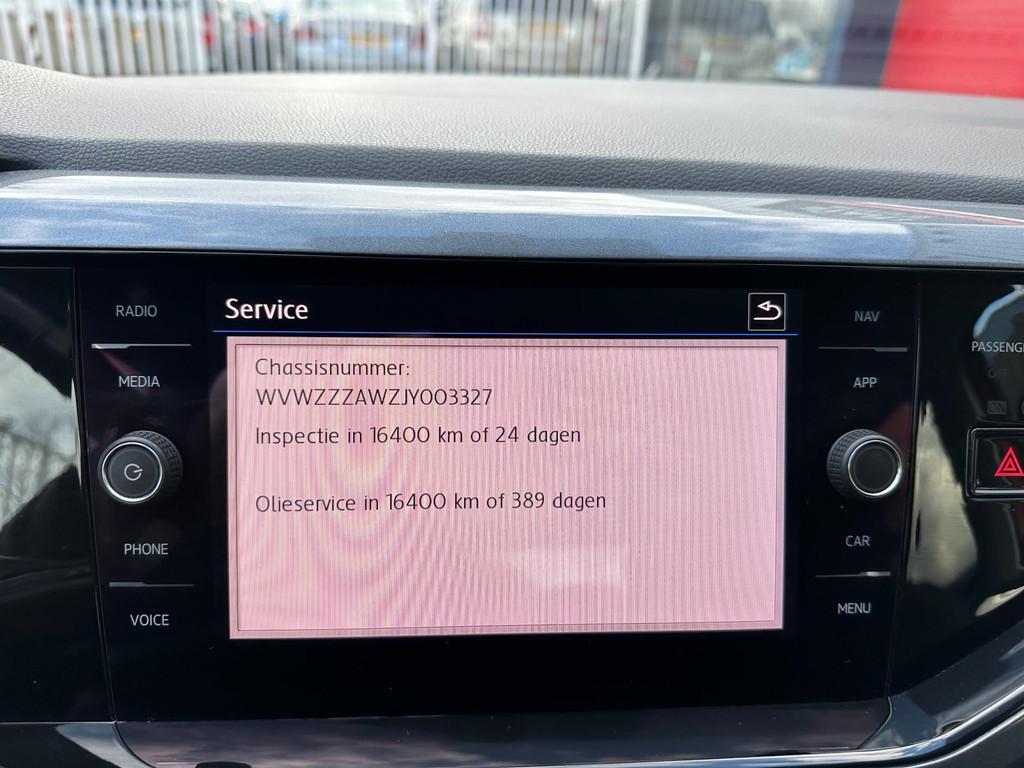 Service
RADIO
MEDIA
PHONE
VOICE
Chassisnummer:
WVWZZZAWZJY003327
Inspectie in 16400 km of 24 dagen
Olieservice in 16400 km of 389 dagen
NAV
APP
CAR
MENU
ON